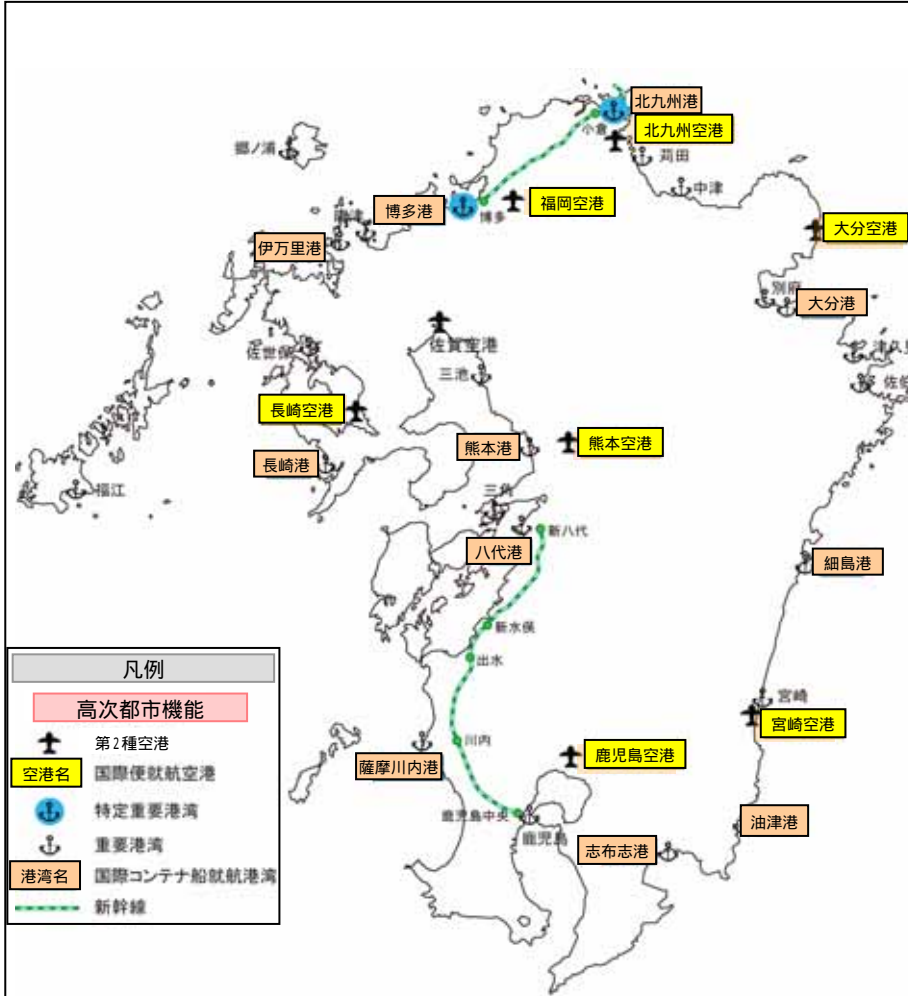 北九州港
小倉
北九州空港
苅田
郷ノ浦
中津
博多港
博多
福岡空港
唐津
大分空港
伊万里港
別府
大分港
佐賀空港
津久見
佐世保
三池
佐伯
長崎空港
熊本港
熊本空港
長崎港
福江
三角
八代港
新八代
細島港
新水俣
出水
宮崎
宮崎空港
川内
薩摩川内港
鹿児島空港
鹿児島中央
鹿児島
油津港
志布志港
凡例
高次都市機能
第2種空港
空港名 国際便就航空港
特定重要港湾
重要港湾
港湾名 国際コンテナ船就航港湾
新幹線